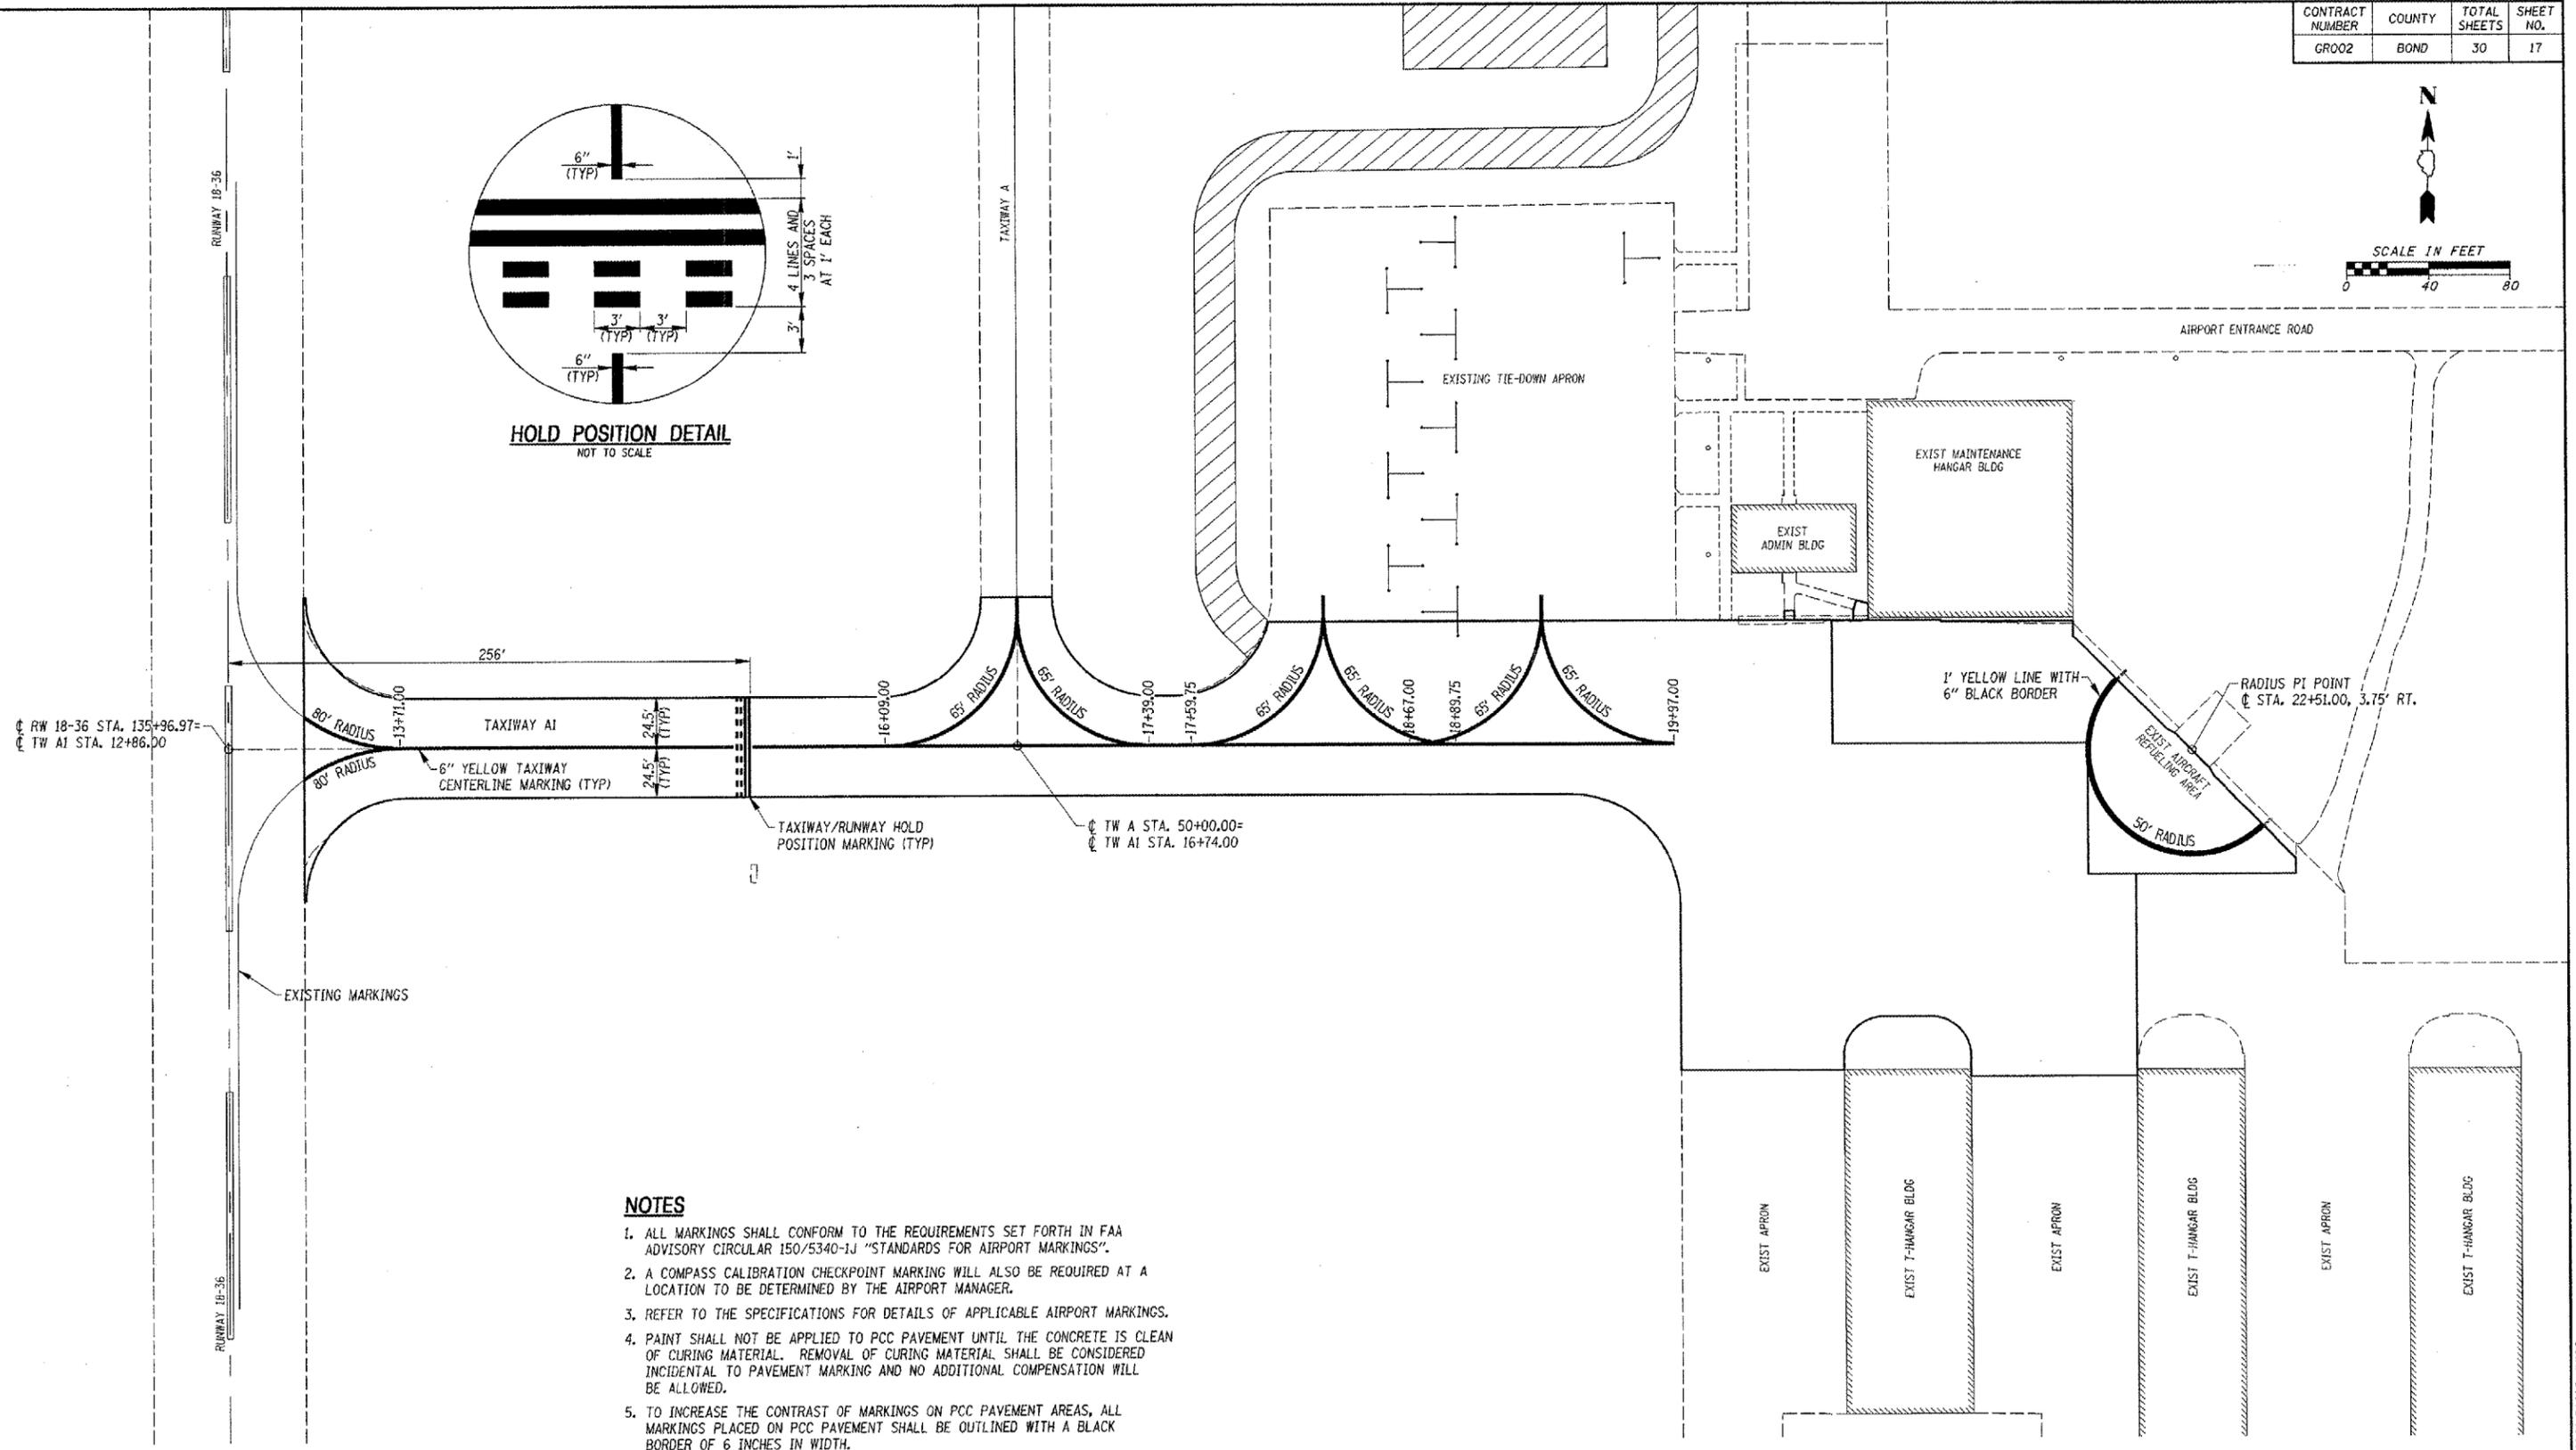 CONTRACT NUMBER COUNTY TOTAL SHEETS SHEET NO.
GR002 BOND 30 17
N
SCALE IN FEET
0 40 80
RUNWAY 18-36
6" (TYP)
1'
4 LINES AND
3 SPACES
AT 1' EACH
3' (TYP) 3' (TYP)
3'
6" (TYP)
HOLD POSITION DETAIL
NOT TO SCALE
TAXIWAY A
EXISTING TIE-DOWN APRON
AIRPORT ENTRANCE ROAD
EXIST MAINTENANCE
HANGAR BLDG
EXIST
ADMIN BLDG
256'
℄ RW 18-36 STA. 135+96.97=
℄ TW A1 STA. 12+86.00
80' RADIUS
80' RADIUS
13+71.00
TAXIWAY A1
24.5' (TYP)
24.5' (TYP)
6" YELLOW TAXIWAY
CENTERLINE MARKING (TYP)
TAXIWAY/RUNWAY HOLD
POSITION MARKING (TYP)
16+09.00
65' RADIUS
65' RADIUS
17+39.00
17+59.75
65' RADIUS
65' RADIUS
18+67.00
18+89.75
65' RADIUS
65' RADIUS
19+97.00
℄ TW A STA. 50+00.00=
℄ TW A1 STA. 16+74.00
1' YELLOW LINE WITH
6" BLACK BORDER
RADIUS PI POINT
℄ STA. 22+51.00, 3.75' RT.
EXIST AIRCRAFT
REFUELING AREA
50' RADIUS
EXISTING MARKINGS
RUNWAY 18-36
EXIST APRON
EXIST T-HANGAR BLDG
EXIST APRON
EXIST T-HANGAR BLDG
EXIST APRON
EXIST T-HANGAR BLDG
NOTES
1. ALL MARKINGS SHALL CONFORM TO THE REQUIREMENTS SET FORTH IN FAA
ADVISORY CIRCULAR 150/5340-1J "STANDARDS FOR AIRPORT MARKINGS".
2. A COMPASS CALIBRATION CHECKPOINT MARKING WILL ALSO BE REQUIRED AT A
LOCATION TO BE DETERMINED BY THE AIRPORT MANAGER.
3. REFER TO THE SPECIFICATIONS FOR DETAILS OF APPLICABLE AIRPORT MARKINGS.
4. PAINT SHALL NOT BE APPLIED TO PCC PAVEMENT UNTIL THE CONCRETE IS CLEAN
OF CURING MATERIAL. REMOVAL OF CURING MATERIAL SHALL BE CONSIDERED
INCIDENTAL TO PAVEMENT MARKING AND NO ADDITIONAL COMPENSATION WILL
BE ALLOWED.
5. TO INCREASE THE CONTRAST OF MARKINGS ON PCC PAVEMENT AREAS, ALL
MARKINGS PLACED ON PCC PAVEMENT SHALL BE OUTLINED WITH A BLACK
BORDER OF 6 INCHES IN WIDTH.